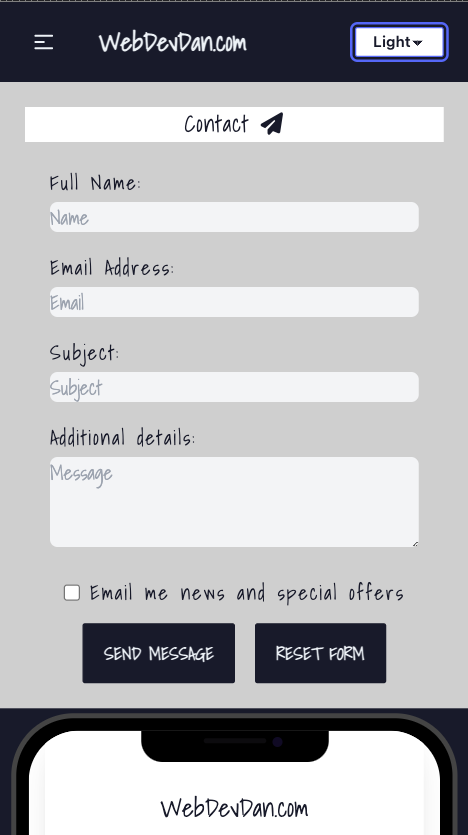 WebDevDan.com
Light
Contact
Full Name:
Name
Email Address:
Email
Subject:
Subject
Additional details:
Message
Email me news and special offers
SEND MESSAGE
RESET FORM
WebDevDan.com